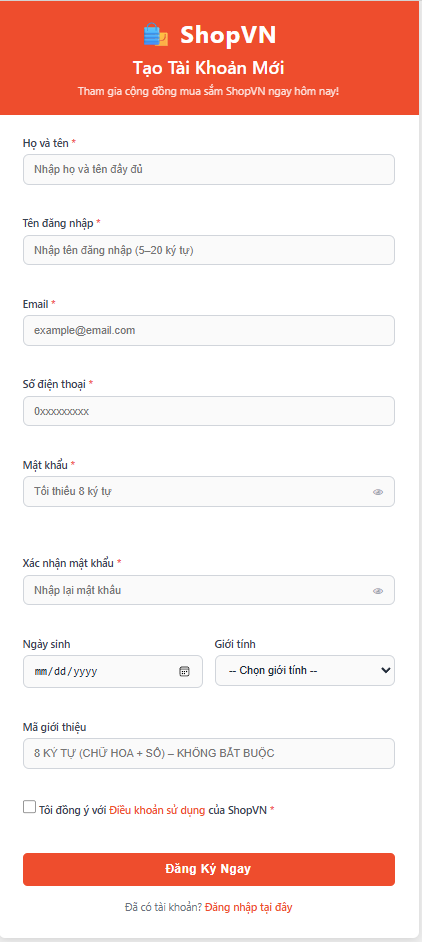 ShopVN
Tạo Tài Khoản Mới
Tham gia cộng đồng mua sắm ShopVN ngay hôm nay!
Họ và tên *
Nhập họ và tên đầy đủ
Tên đăng nhập *
Nhập tên đăng nhập (5–20 ký tự)
Email *
example@email.com
Số điện thoại *
0xxxxxxxxx
Mật khẩu *
Tối thiểu 8 ký tự
Xác nhận mật khẩu *
Nhập lại mật khẩu
Ngày sinh Giới tính
mm/dd/yyyy -- Chọn giới tính --
Mã giới thiệu
8 KÝ TỰ (CHỮ HOA + SỐ) – KHÔNG BẮT BUỘC
Tôi đồng ý với Điều khoản sử dụng của ShopVN *
Đăng Ký Ngay
Đã có tài khoản? Đăng nhập tại đây